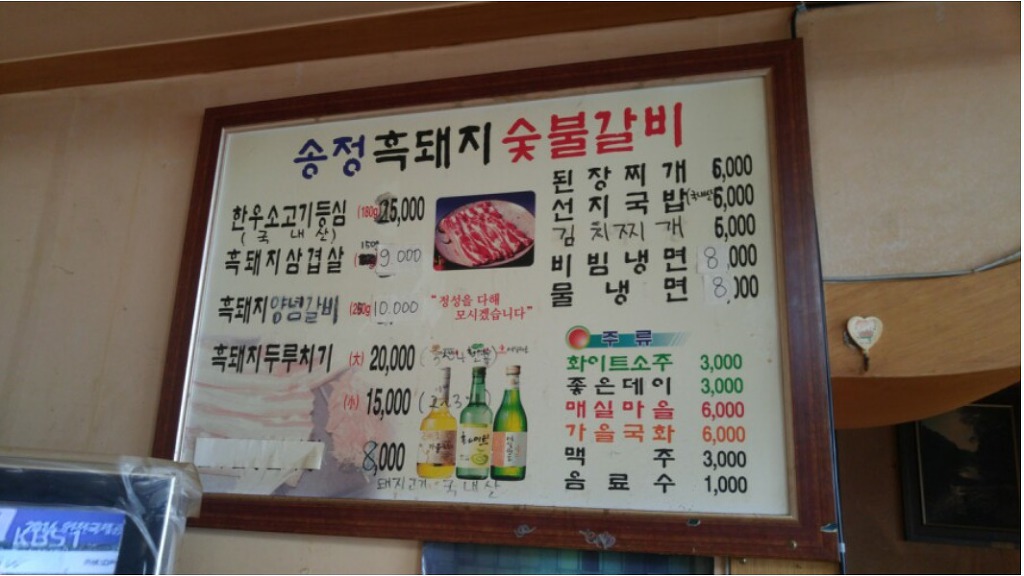 송정흑돼지숯불갈비
한우소고기등심 (180g) 25,000
(국내산)
흑돼지삼겹살 150g 9,000
흑돼지양념갈비 (250g) 10,000
흑돼지두루치기 (大) 20,000
(小) 15,000
8,000
돼지고기 국내산
"정성을 다해
모시겠습니다"
된장찌개 6,000
선지국밥(국내산) 6,000
김치찌개 6,000
비빔냉면 8,000
물냉면 8,000
주류
화이트소주 3,000
좋은데이 3,000
매실마을 6,000
가을국화 6,000
맥주 3,000
음료수 1,000
KBS1